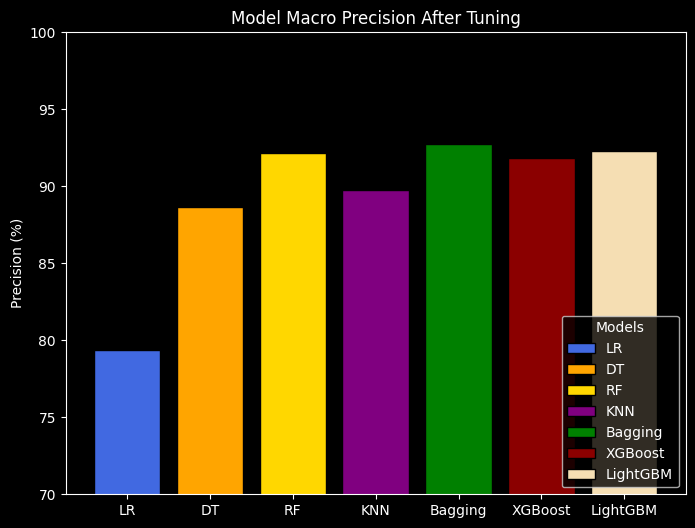 Model Macro Precision After Tuning
Precision (%)
100
95
90
85
80
75
70
LR DT RF KNN Bagging XGBoost LightGBM
Models
LR
DT
RF
KNN
Bagging
XGBoost
LightGBM